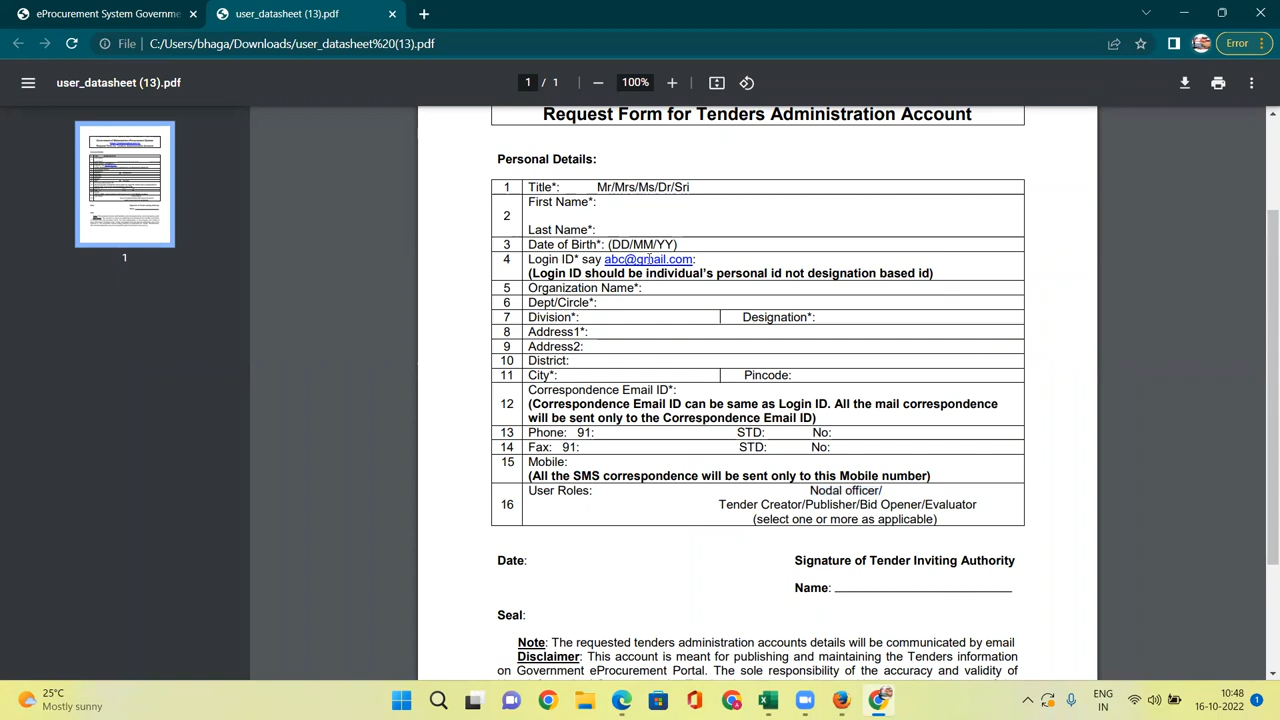 eProcurement System Governme
user_datasheet (13).pdf
File
C:/Users/bhaga/Downloads/user_datasheet%20(13).pdf
Error
user_datasheet (13).pdf
1 / 1
100%
1
Request Form for Tenders Administration Account
Personal Details:
1 Title*: Mr/Mrs/Ms/Dr/Sri
2 First Name*:
Last Name*:
3 Date of Birth*: (DD/MM/YY)
4 Login ID* say abc@gmail.com:
(Login ID should be individual's personal id not designation based id)
5 Organization Name*:
6 Dept/Circle*:
7 Division*: Designation*:
8 Address1*:
9 Address2:
10 District:
11 City*: Pincode:
12 Correspondence Email ID*:
(Correspondence Email ID can be same as Login ID. All the mail correspondence
will be sent only to the Correspondence Email ID)
13 Phone: 91: STD: No:
14 Fax: 91: STD: No:
15 Mobile:
(All the SMS correspondence will be sent only to this Mobile number)
16 User Roles: Nodal officer/
Tender Creator/Publisher/Bid Opener/Evaluator
(select one or more as applicable)
Date: Signature of Tender Inviting Authority
Name:
Seal:
Note: The requested tenders administration accounts details will be communicated by email
Disclaimer: This account is meant for publishing and maintaining the Tenders information
on Government eProcurement Portal. The sole responsibility of the accuracy and validity of
25°C
Mostly sunny
ENG
IN
10:48
16-10-2022
1